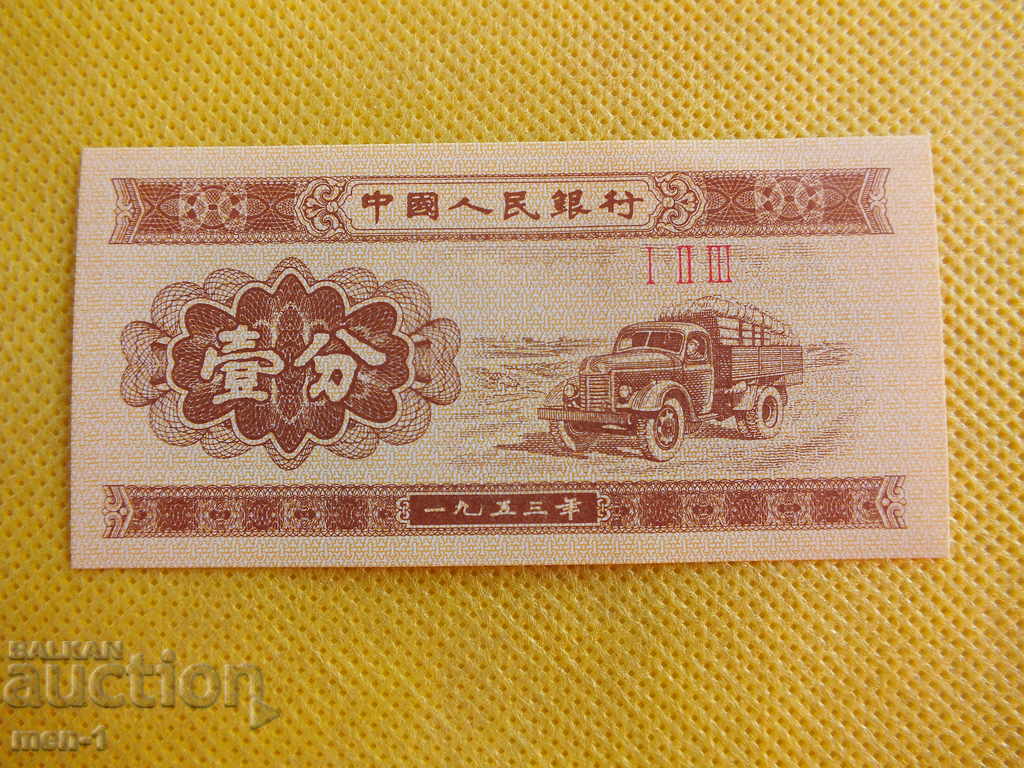 中國人民銀行
I II III
壹分
一九五三年
BALKAN
auction
men-1